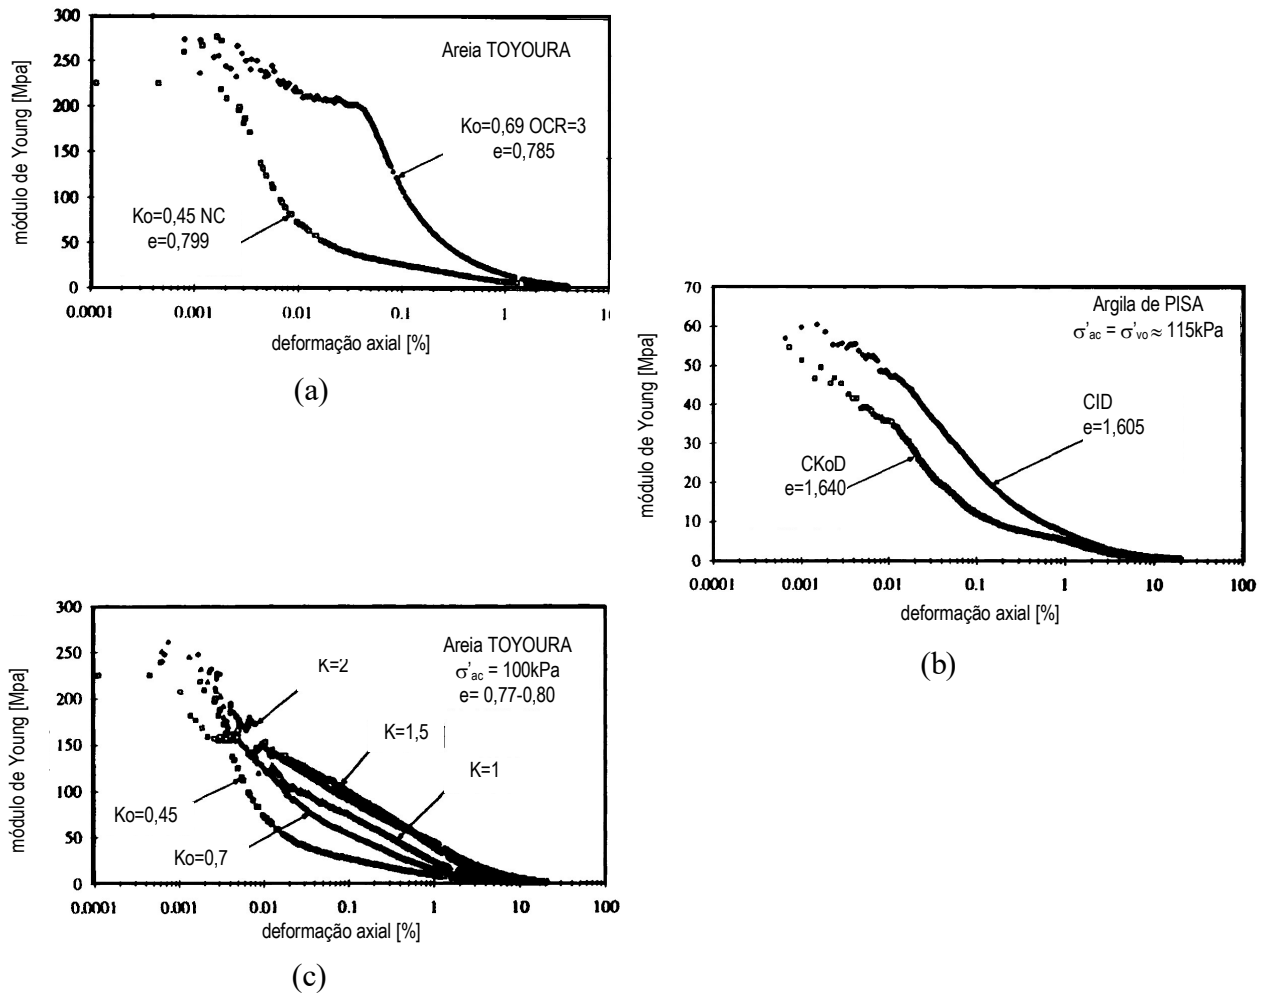 300
250
200
150
100
50
0
módulo de Young [Mpa]
Areia TOYOURA
Ko=0,69 OCR=3
e=0,785
Ko=0,45 NC
e=0,799
0.0001 0.001 0.01 0.1 1
deformação axial [%]
(a)
70
60
50
40
30
20
10
0
módulo de Young [Mpa]
Argila de PISA
σ'ac = σ'vo ≈ 115kPa
CID
e=1,605
CKoD
e=1,640
0.0001 0.001 0.01 0.1 1 10 100
deformação axial [%]
(b)
300
250
200
150
100
50
0
módulo de Young [Mpa]
Areia TOYOURA
σ'ac = 100kPa
e= 0,77-0,80
K=2
K=1,5
K=1
Ko=0,45
Ko=0,7
0.0001 0.001 0.01 0.1 1 10 100
deformação axial [%]
(c)